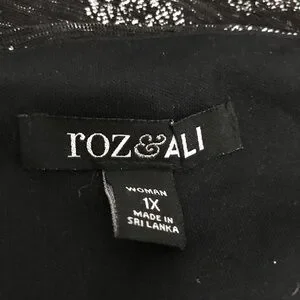 roz&ALI
WOMAN
1X
MADE IN
SRI LANKA